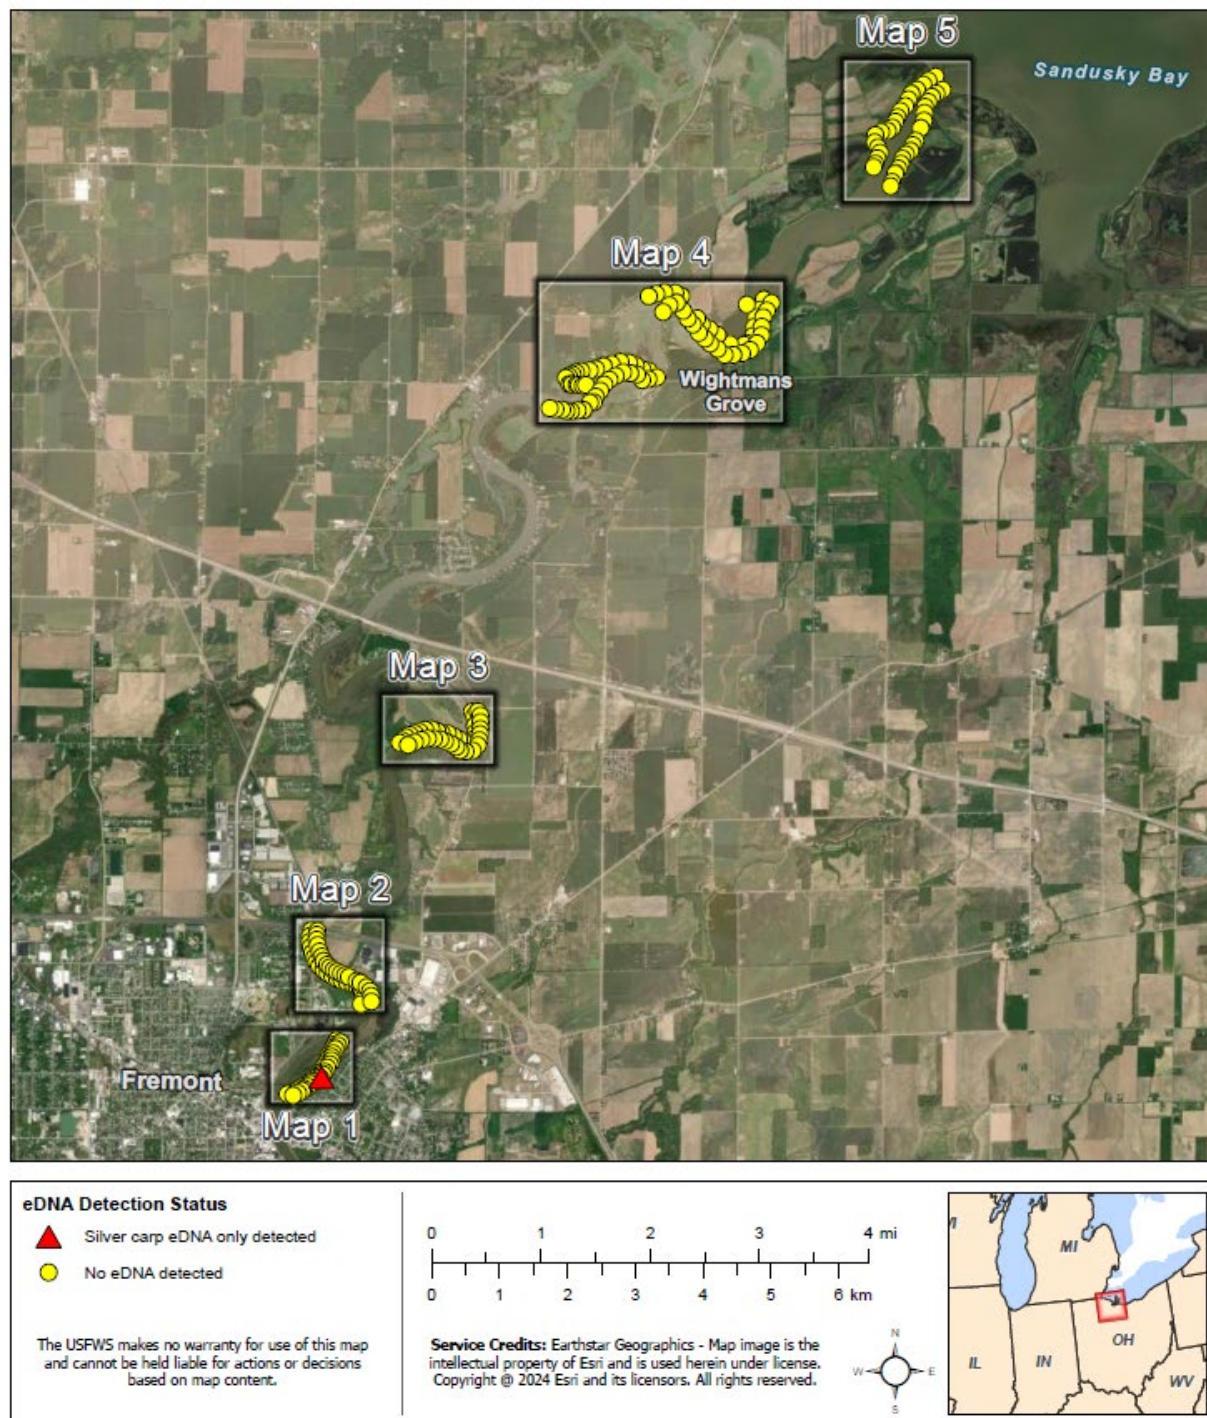 Map 5
Sandusky Bay
Map 4
Wightmans
Grove
Map 3
Map 2
Fremont
Map 1
eDNA Detection Status
Silver carp eDNA only detected
No eDNA detected
The USFWS makes no warranty for use of this map
and cannot be held liable for actions or decisions
based on map content.
0 1 2 3 4 mi
0 1 2 3 4 5 6 km
Service Credits: Earthstar Geographics - Map image is the
intellectual property of Esri and is used herein under license.
Copyright @ 2024 Esri and its licensors. All rights reserved.
N
W E
S
MI
OH
IL IN
WV